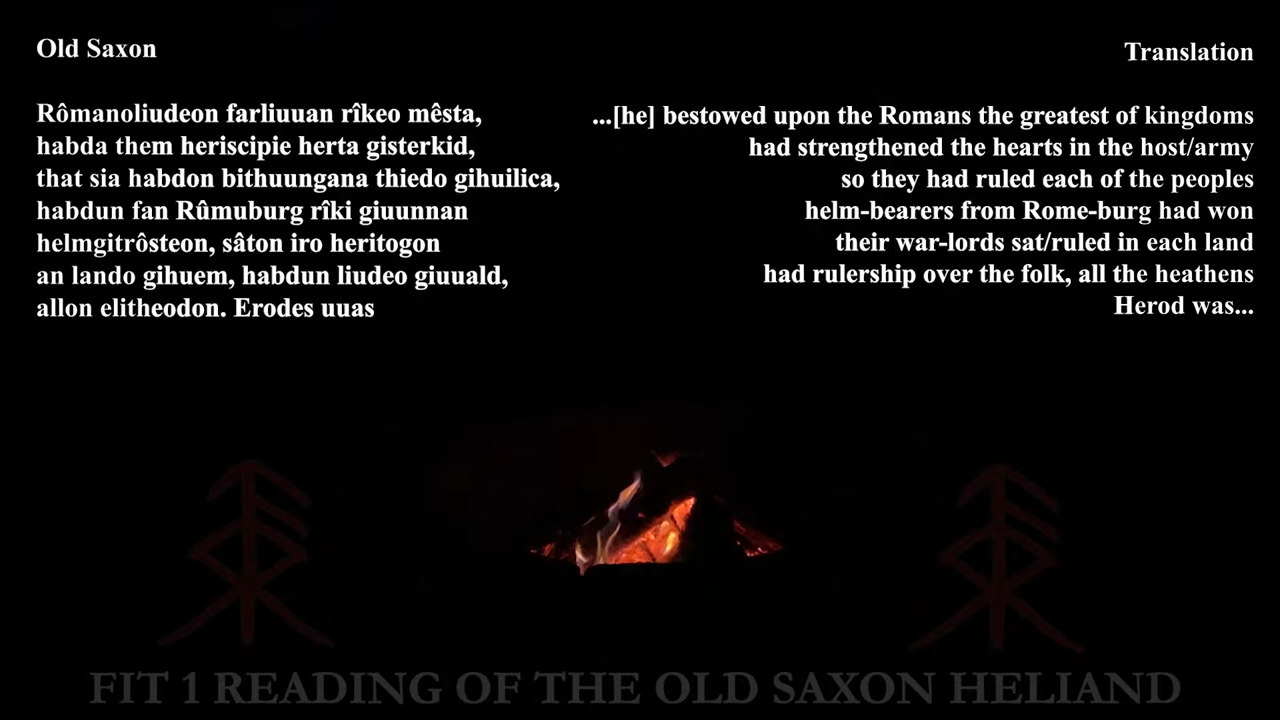 Old Saxon
Rômanoliudeon farliuuan rîkeo mêsta,
habda them heriscipie herta gisterkid,
that sia habdon bithuungana thiedo gihuilica,
habdun fan Rûmuburg rîki giuunnan
helmgitrôsteon, sâton iro heritogon
an lando gihuem, habdun liudeo giuuald,
allon elitheodon. Erodes uuas
Translation
...[he] bestowed upon the Romans the greatest of kingdoms
had strengthened the hearts in the host/army
so they had ruled each of the peoples
helm-bearers from Rome-burg had won
their war-lords sat/ruled in each land
had rulership over the folk, all the heathens
Herod was...
FIT 1 READING OF THE OLD SAXON HELIAND